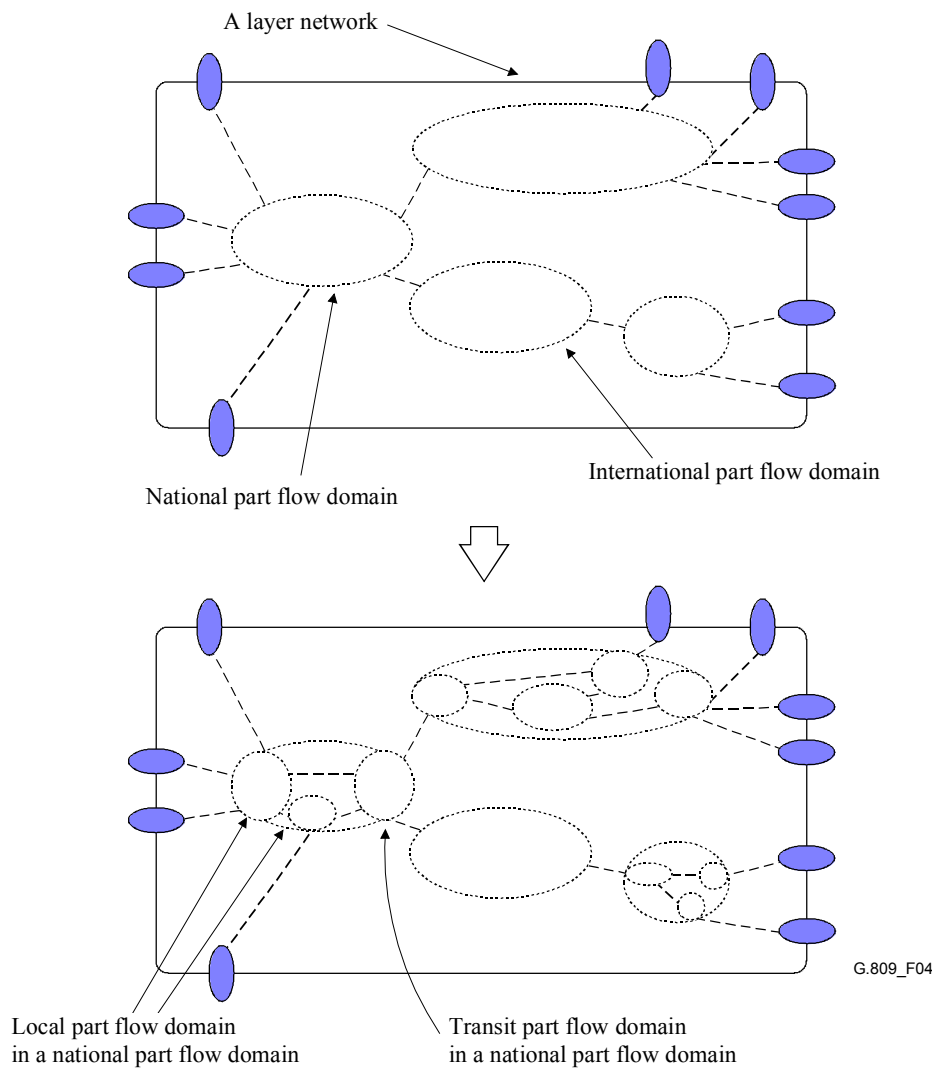 A layer network
International part flow domain
National part flow domain
G.809_F04
Local part flow domain
in a national part flow domain
Transit part flow domain
in a national part flow domain